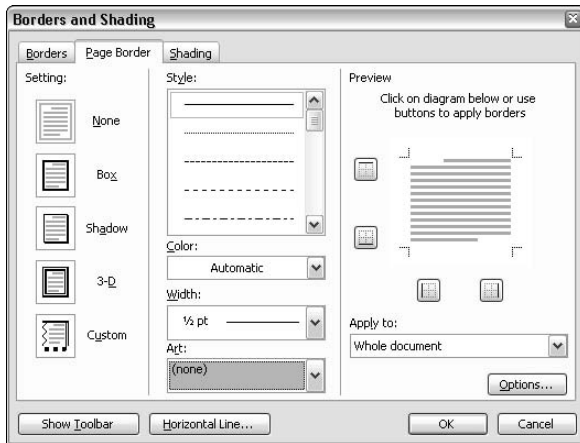 Borders and Shading
Borders
Page Border
Shading
Setting:
None
Box
Shadow
3-D
Custom
Style:
Color:
Automatic
Width:
½ pt
Art:
(none)
Preview
Click on diagram below or use
buttons to apply borders
Apply to:
Whole document
Options...
Show Toolbar
Horizontal Line...
OK
Cancel